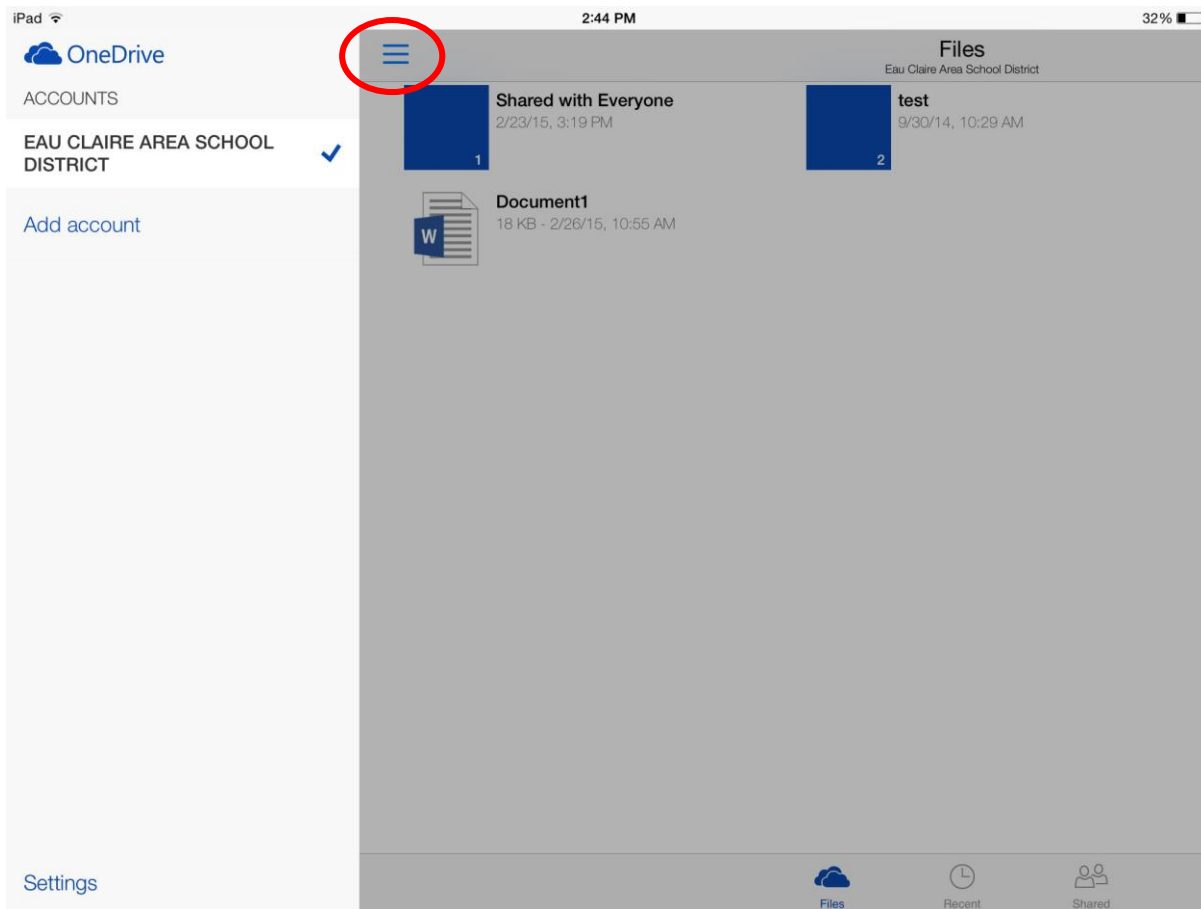 iPad
2:44 PM
32%
OneDrive
Files
Eau Claire Area School District
ACCOUNTS
EAU CLAIRE AREA SCHOOL
DISTRICT
Add account
Settings
1
Shared with Everyone
2/23/15, 3:19 PM
2
test
9/30/14, 10:29 AM
W
Document1
18 KB - 2/26/15, 10:55 AM
Files
Recent
Shared